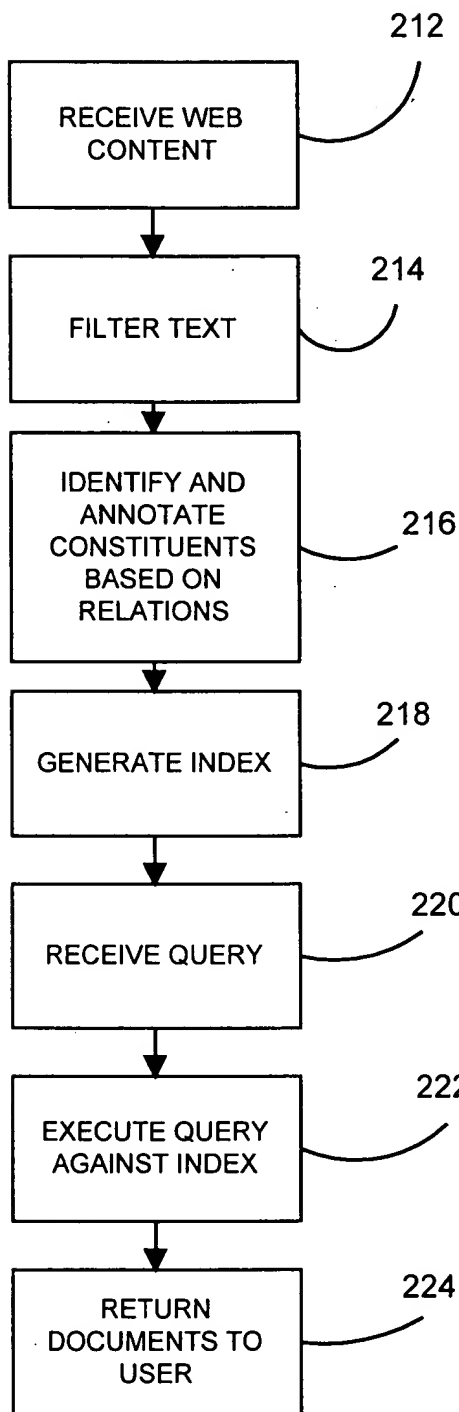 212
RECEIVE WEB
CONTENT
214
FILTER TEXT
IDENTIFY AND
ANNOTATE
CONSTITUENTS
BASED ON
RELATIONS
216
218
GENERATE INDEX
220
RECEIVE QUERY
222
EXECUTE QUERY
AGAINST INDEX
224
RETURN
DOCUMENTS TO
USER